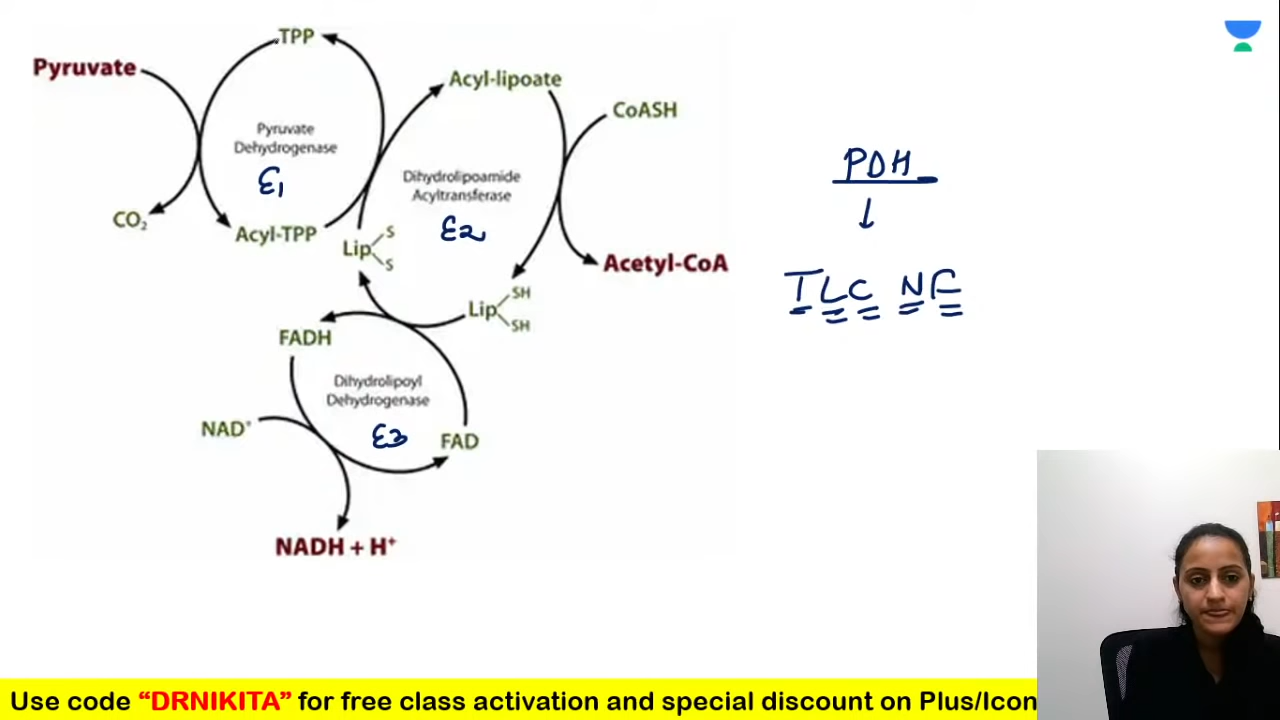 TPP
Pyruvate
Acyl-lipoate
CoASH
Pyruvate
Dehydrogenase
E1
Dihydrolipoamide
Acyltransferase
E2
CO₂
Acyl-TPP
Lip
S
S
Acetyl-CoA
Lip
SH
SH
FADH
Dihydrolipoyl
Dehydrogenase
E3
NAD⁺
FAD
NADH + H⁺
PDH
↓
TLC NF
Use code “DRNIKITA” for free class activation and special discount on Plus/Icon